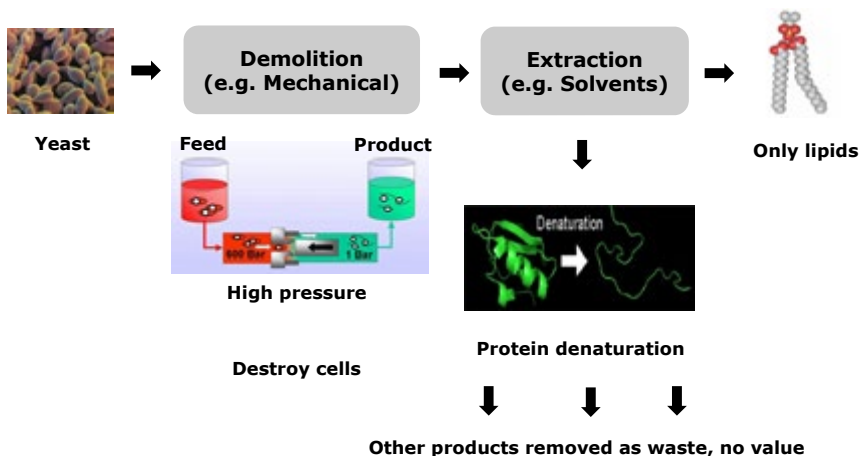 Demolition
(e.g. Mechanical)
Extraction
(e.g. Solvents)
Yeast
Feed
Product
Only lipids
600 Bar
1 Bar
Denaturation
High pressure
Protein denaturation
Destroy cells
Other products removed as waste, no value